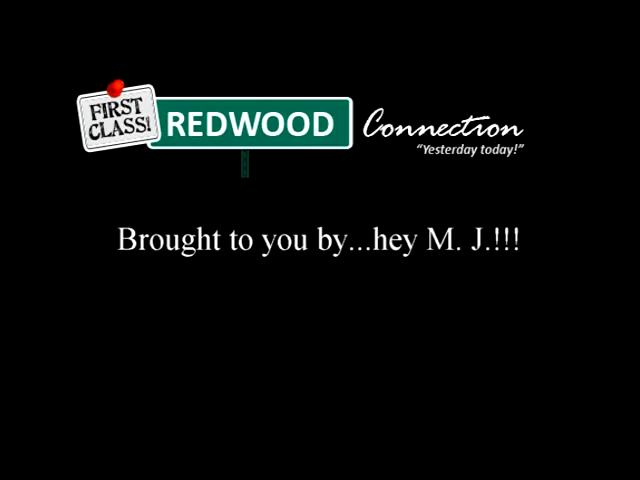 FIRST
CLASS!
REDWOOD
Connection
“Yesterday today!”
Brought to you by...hey M. J.!!!